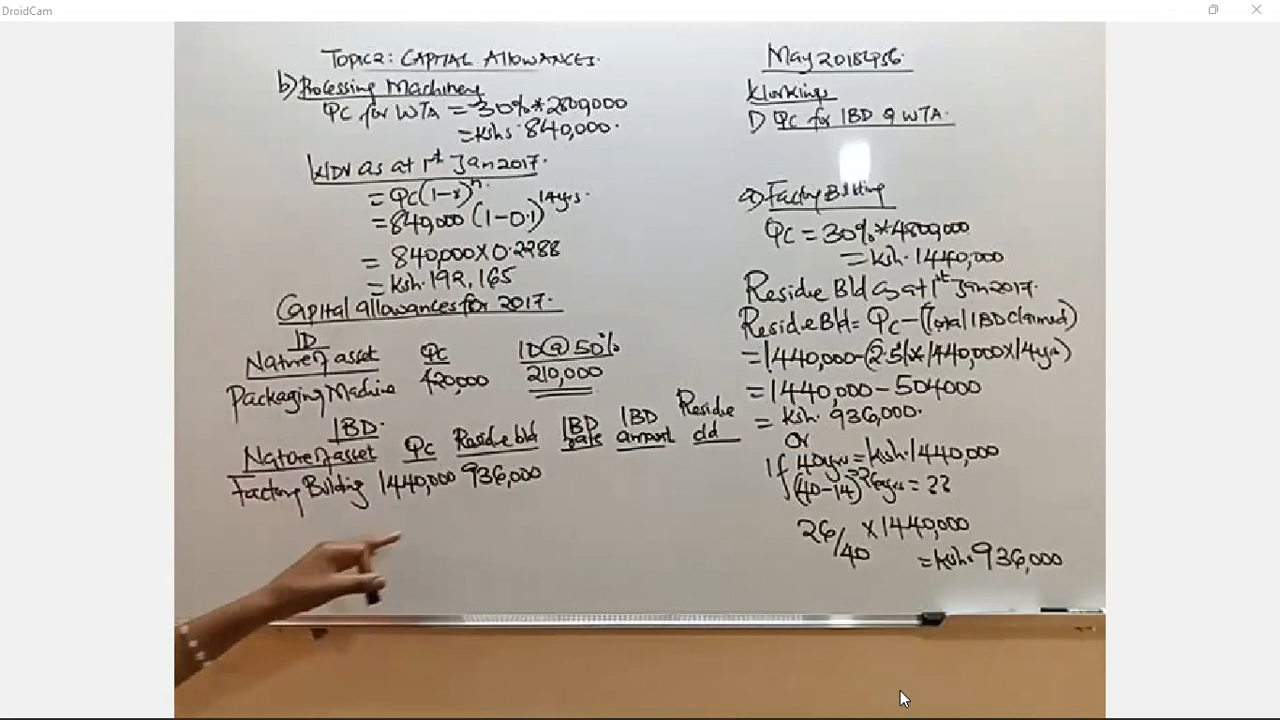 DroidCam
TOPIC 2: CAPITAL ALLOWANCES.
b) Processing Machinery
QC for WTA = 30% * 2800,000
= Kshs 840,000.
WDV as at 1st Jan 2017.
= QC (1-r)^n.
= 840,000 (1-0.1)^14yrs.
= 840,000 X 0.2288
= Ksh. 192,165
Capital allowances for 2017.
ID
Nature of asset QC ID @ 50%
Packaging Machine 420,000 210,000
IBD.
Nature of asset QC Residue bld IBD rate IBD amount Residue cld
Factory Building 1440,000 936,000
May 2018 Q5b.
Workings
1) QC for IBD & WTA.
a) Factory Building
QC = 30% * 4800,000
= Ksh. 1440,000
Residue Bld as at 1st Jan 2017.
Residue Bld = QC - (Total IBD Claimed)
= 1440,000 - (2.5% x 1440,000 x 14yrs)
= 1440,000 - 504000
= Ksh. 936,000.
Or
If 40yrs = Ksh. 1440,000
(40-14) = 26yrs = ??
26/40 X 1440,000
= Ksh. 936,000